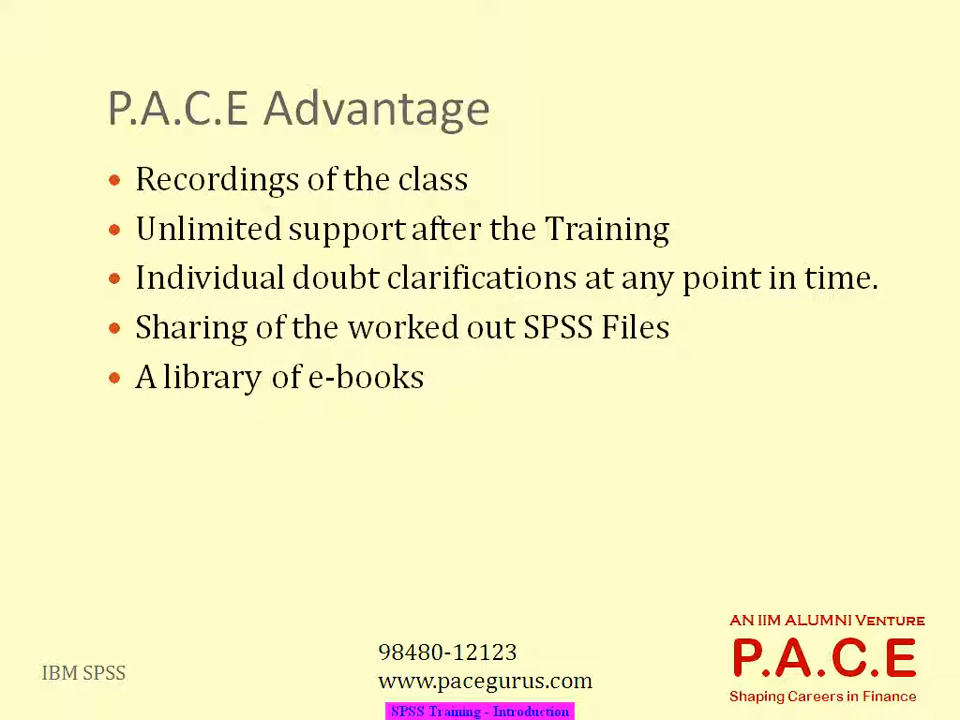 P.A.C.E Advantage
• Recordings of the class
• Unlimited support after the Training
• Individual doubt clarifications at any point in time.
• Sharing of the worked out SPSS Files
• A library of e-books
AN IIM ALUMNI VENTURE
P.A.C.E
Shaping Careers in Finance
98480-12123
www.pacegurus.com
IBM SPSS
SPSS Training - Introduction